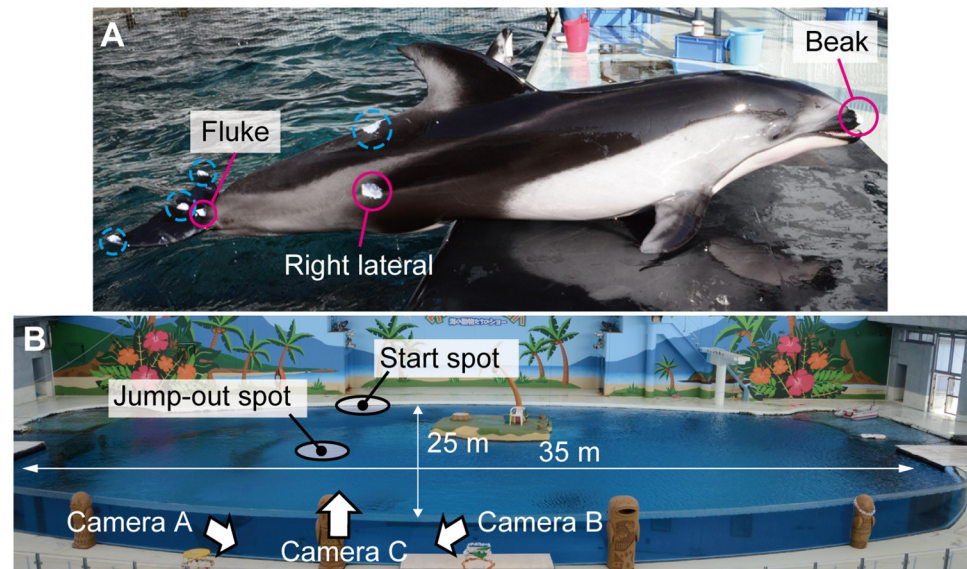 A
Beak
Fluke
Right lateral
B
Start spot
Jump-out spot
25 m
35 m
Camera A
Camera B
Camera C